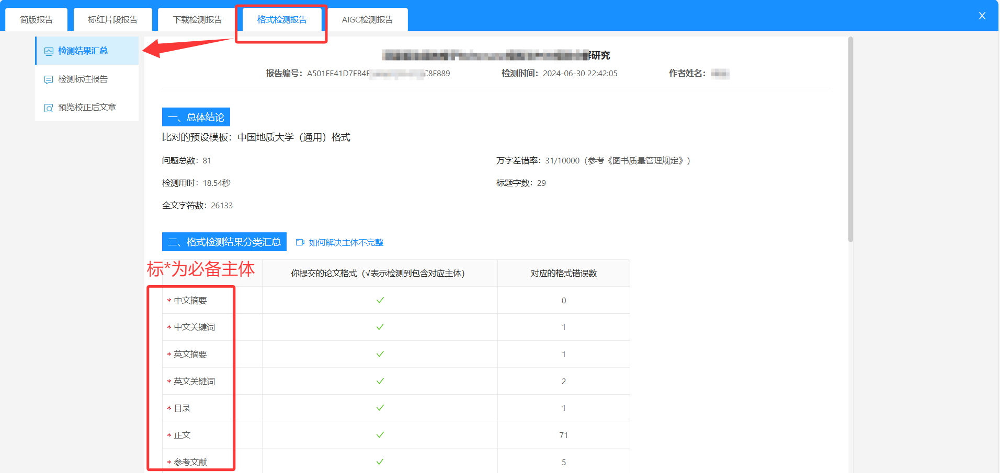 简版报告
标红片段报告
下载检测报告
格式检测报告
AIGC检测报告
X
检测结果汇总
检测标注报告
预览校正后文章
研究
报告编号：A501FE41D7FB4 C8F889
检测时间：2024-06-30 22:42:05
作者姓名：
一、总体结论
比对的预设模板：中国地质大学（通用）格式
问题总数：81
万字差错率：31/10000（参考《图书质量管理规定》）
检测用时：18.54秒
标题字数：29
全文字符数：26133
二、格式检测结果分类汇总
如何解决主体不完整
标*为必备主体
你提交的论文格式（√表示检测到包含对应主体）
对应的格式错误数
* 中文摘要 ✓ 0
* 中文关键词 ✓ 1
* 英文摘要 ✓ 1
* 英文关键词 ✓ 2
* 目录 ✓ 1
* 正文 ✓ 71
* 参考文献 ✓ 5